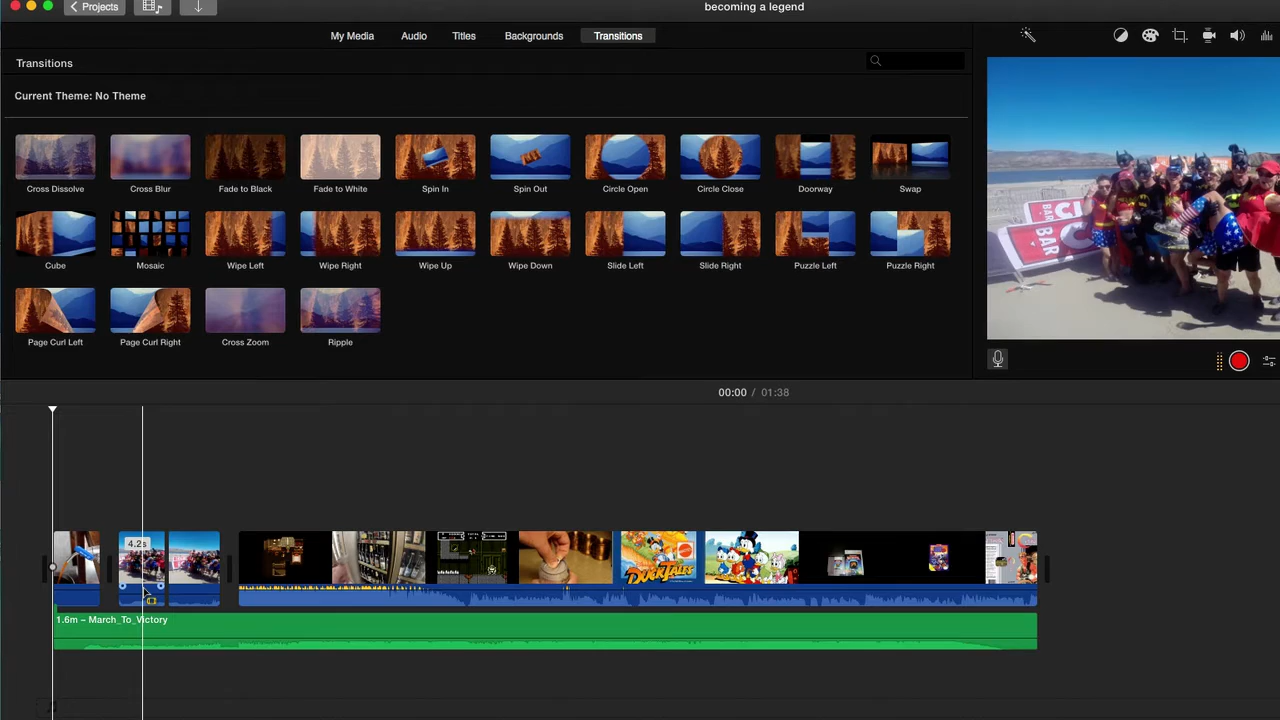 Projects
becoming a legend
My Media Audio Titles Backgrounds Transitions
Transitions
Current Theme: No Theme
Cross Dissolve Cross Blur Fade to Black Fade to White Spin In Spin Out Circle Open Circle Close Doorway Swap
Cube Mosaic Wipe Left Wipe Right Wipe Up Wipe Down Slide Left Slide Right Puzzle Left Puzzle Right
Page Curl Left Page Curl Right Cross Zoom Ripple
00:00 / 01:38
4.2s
DUCKTALES
1.6m – March_To_Victory